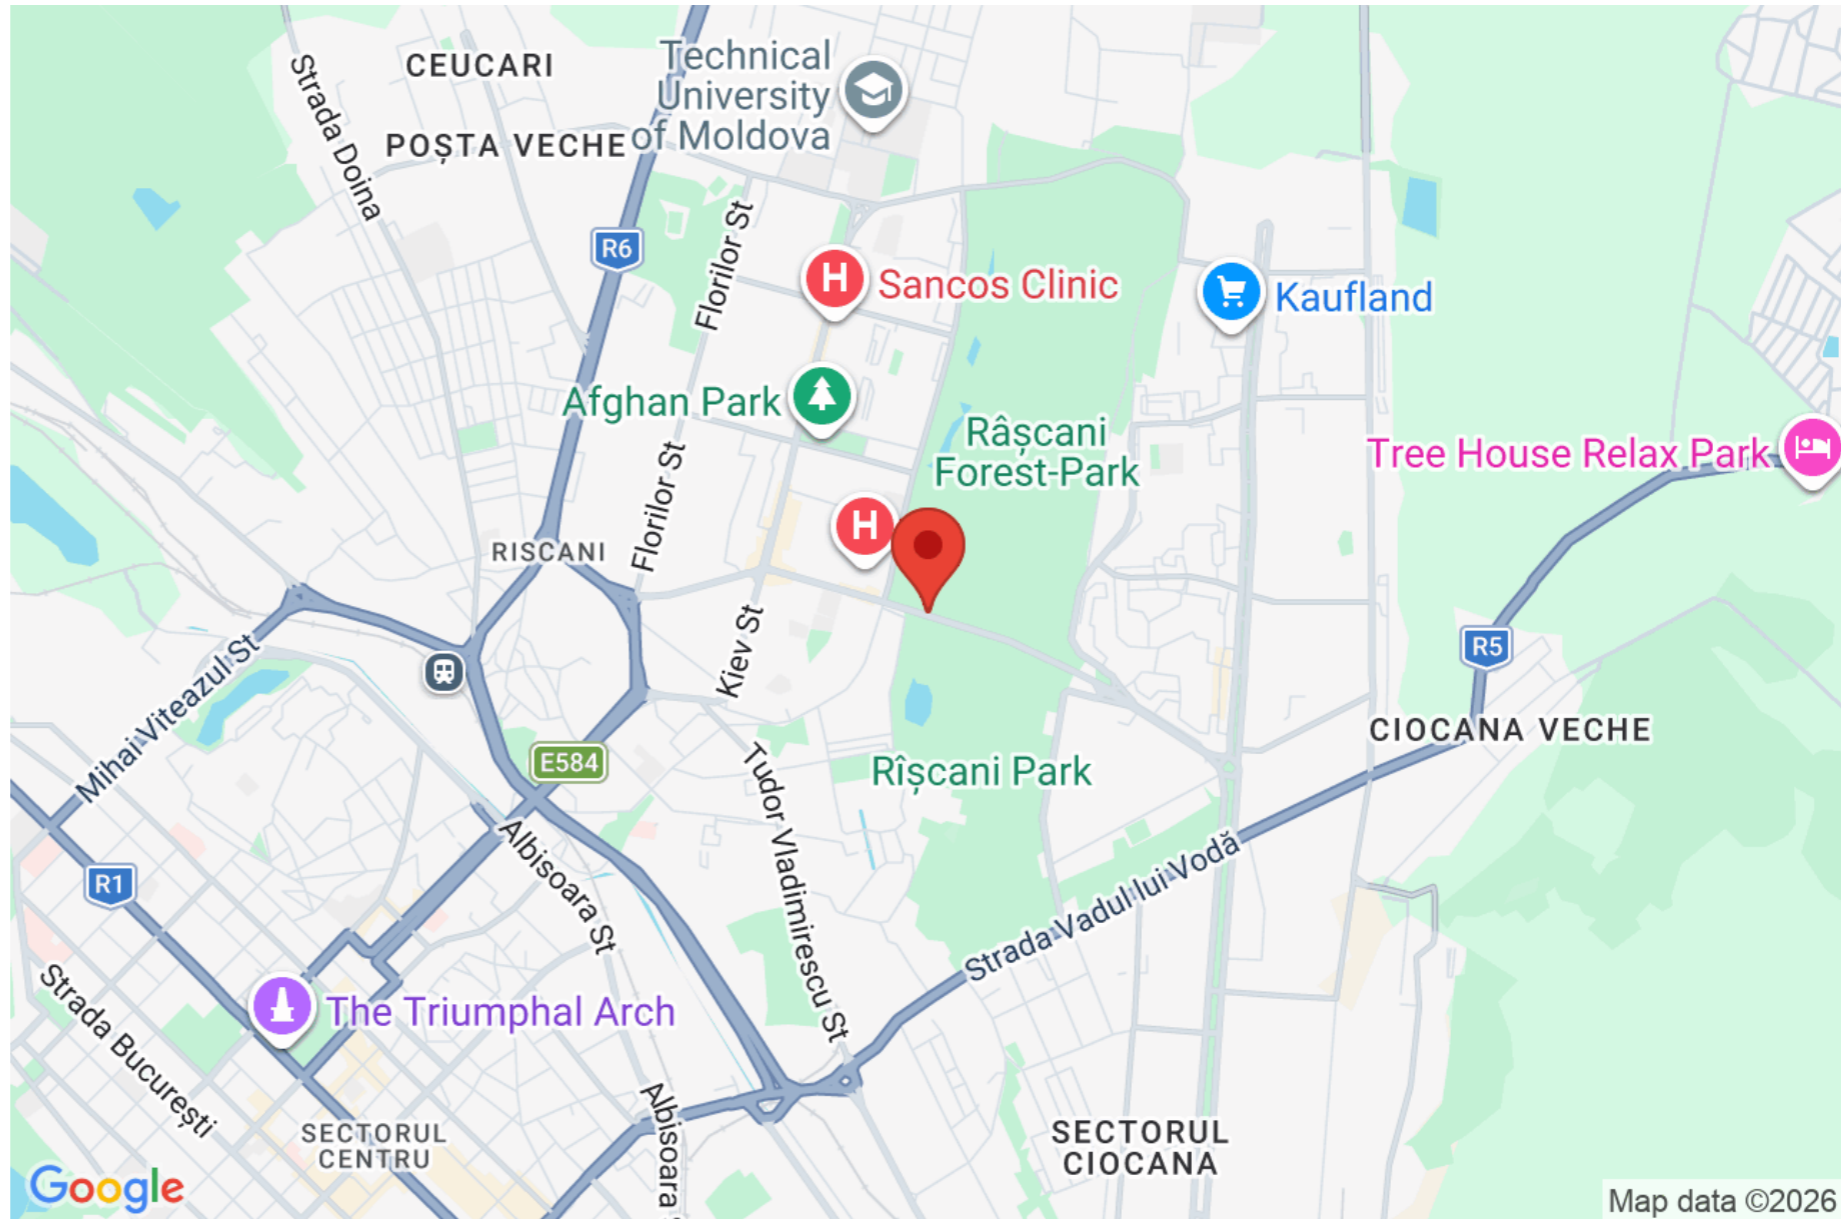 CEUCARI
Technical
University
of Moldova
Strada Doina
POȘTA VECHE
R6
Florilor St
H
Sancos Clinic
Kaufland
Afghan Park
Râșcani
Forest-Park
Tree House Relax Park
Florilor St
H
RISCANI
Kiev St
Mihai Viteazul St
R5
CIOCANA VECHE
E584
Rîșcani Park
Tudor Vladimirescu St
Albisoara St
Strada Vadul lui Vodă
R1
The Triumphal Arch
Strada București
Albisoara
SECTORUL
CENTRU
SECTORUL
CIOCANA
Google
Map data ©2026